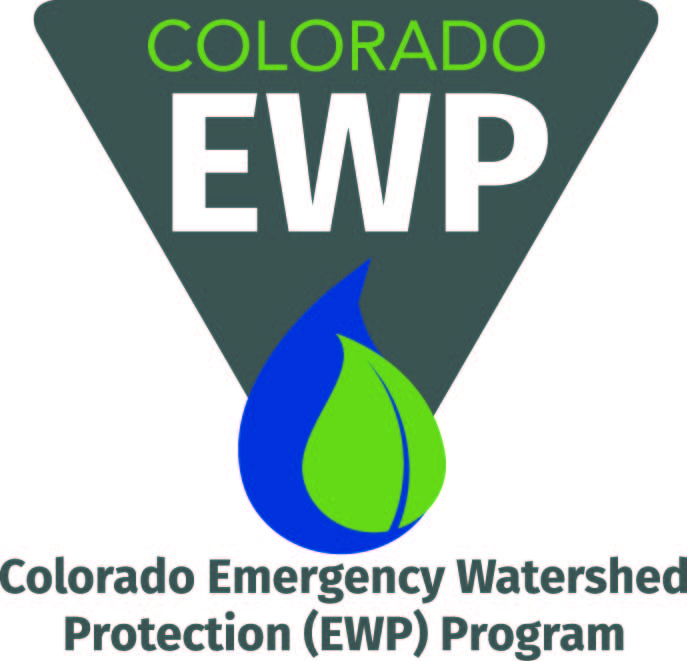 COLORADO
EWP
Colorado Emergency Watershed
Protection (EWP) Program